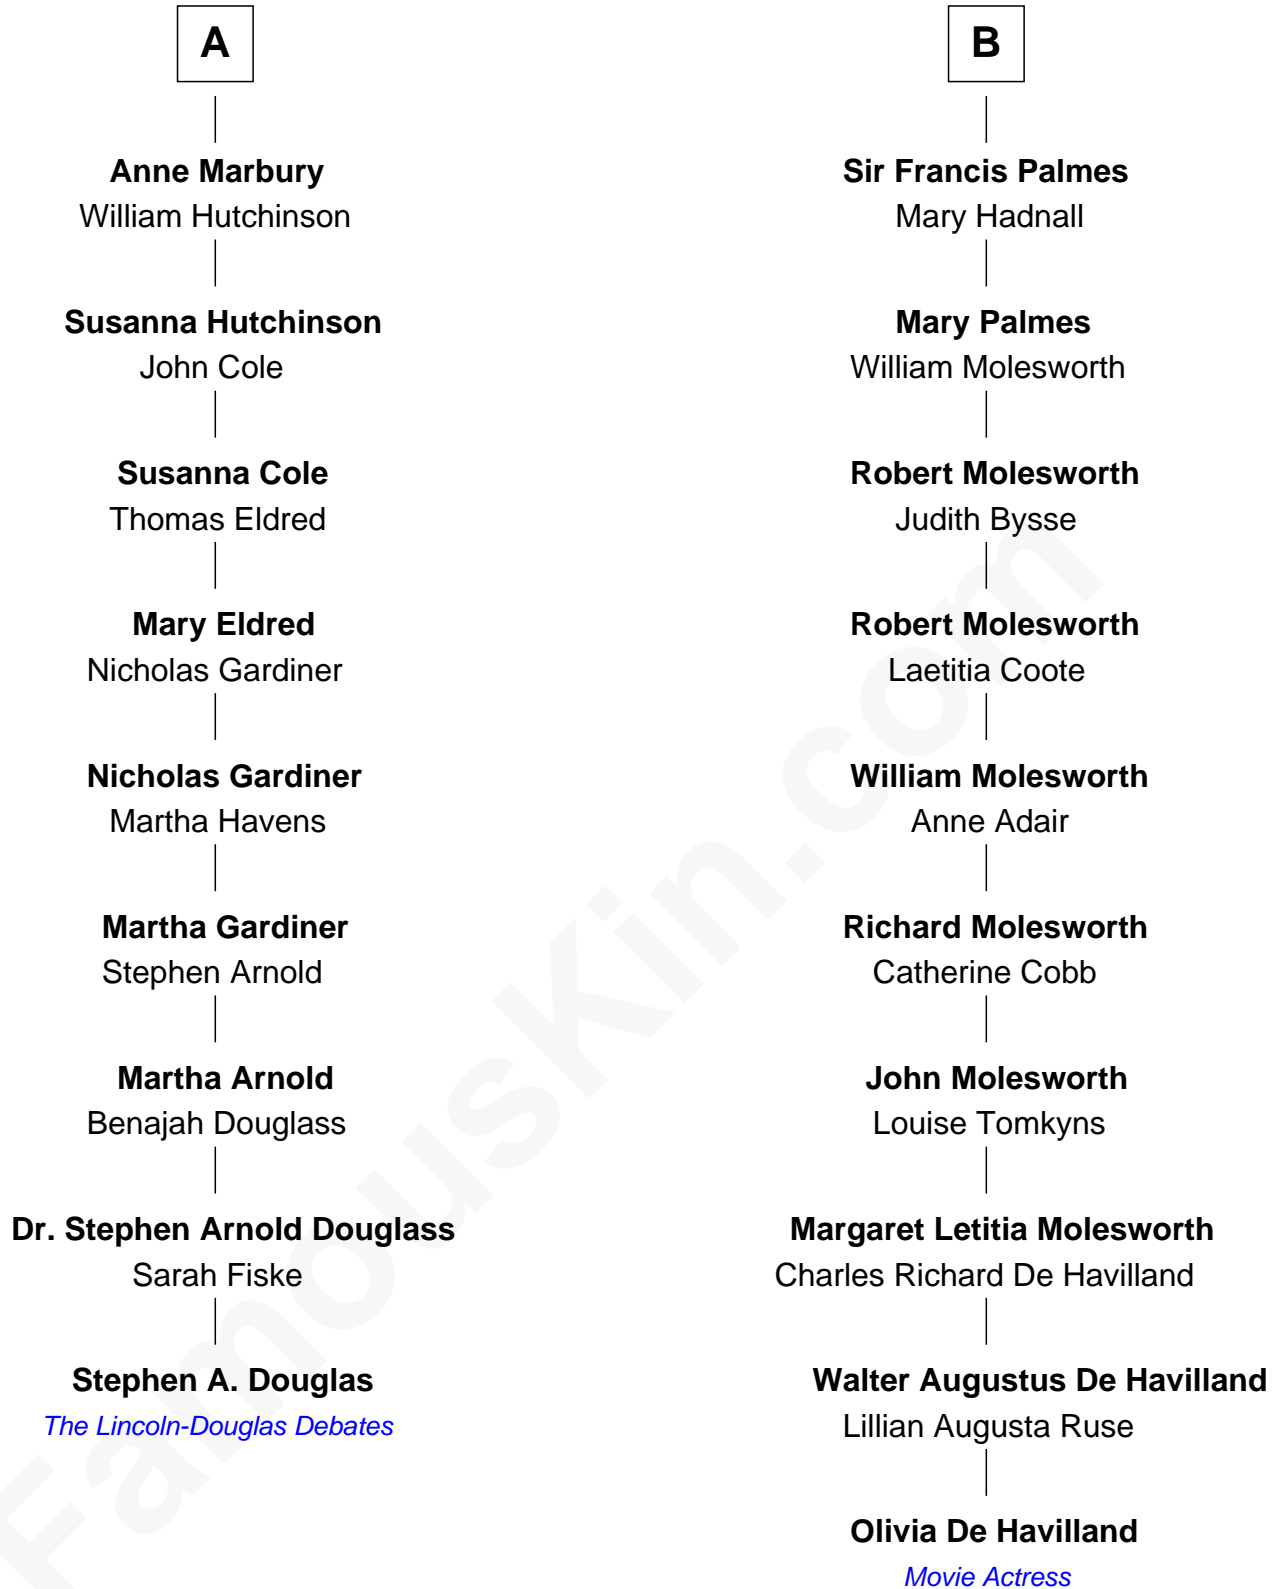 A
Anne Marbury
William Hutchinson
Susanna Hutchinson
John Cole
Susanna Cole
Thomas Eldred
Mary Eldred
Nicholas Gardiner
Nicholas Gardiner
Martha Havens
Martha Gardiner
Stephen Arnold
Martha Arnold
Benajah Douglass
Dr. Stephen Arnold Douglass
Sarah Fiske
Stephen A. Douglas
The Lincoln-Douglas Debates
B
Sir Francis Palmes
Mary Hadnall
Mary Palmes
William Molesworth
Robert Molesworth
Judith Bysse
Robert Molesworth
Laetitia Coote
William Molesworth
Anne Adair
Richard Molesworth
Catherine Cobb
John Molesworth
Louise Tomkyns
Margaret Letitia Molesworth
Charles Richard De Havilland
Walter Augustus De Havilland
Lillian Augusta Ruse
Olivia De Havilland
Movie Actress
FamousKin.com